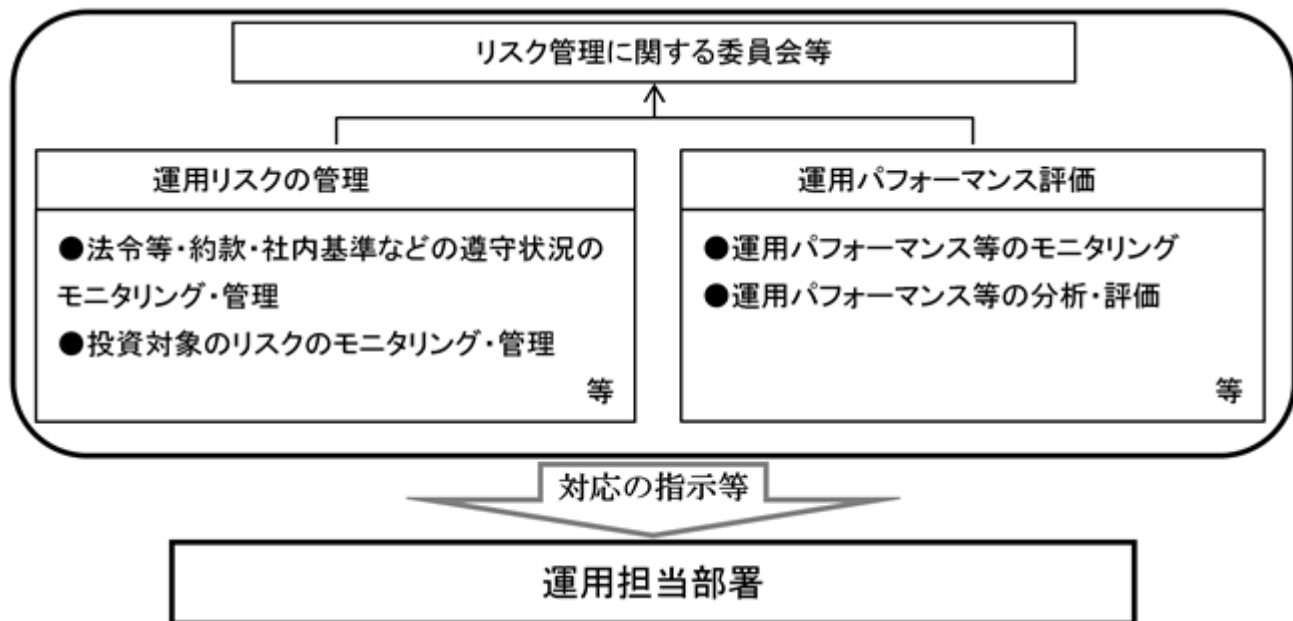 リスク管理に関する委員会等
運用リスクの管理
●法令等・約款・社内基準などの遵守状況の
モニタリング・管理
●投資対象のリスクのモニタリング・管理
等
運用パフォーマンス評価
●運用パフォーマンス等のモニタリング
●運用パフォーマンス等の分析・評価
等
対応の指示等
運用担当部署